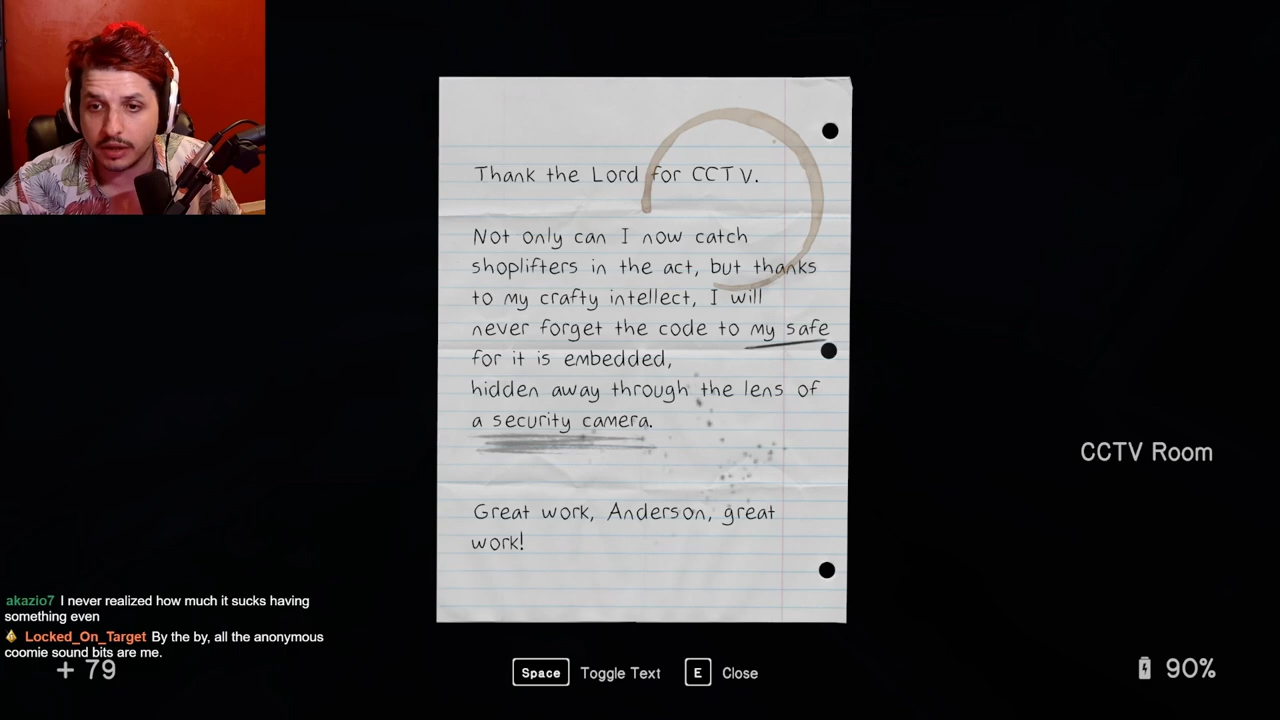 Thank the Lord for CCTV.
Not only can I now catch
shoplifters in the act, but thanks
to my crafty intellect, I will
never forget the code to my safe
for it is embedded,
hidden away through the lens of
a security camera.
Great work, Anderson, great
work!
CCTV Room
akazio7 I never realized how much it sucks having
something even
Locked_On_Target By the by, all the anonymous
coomie sound bits are me.
+ 79
Space Toggle Text E Close
90%